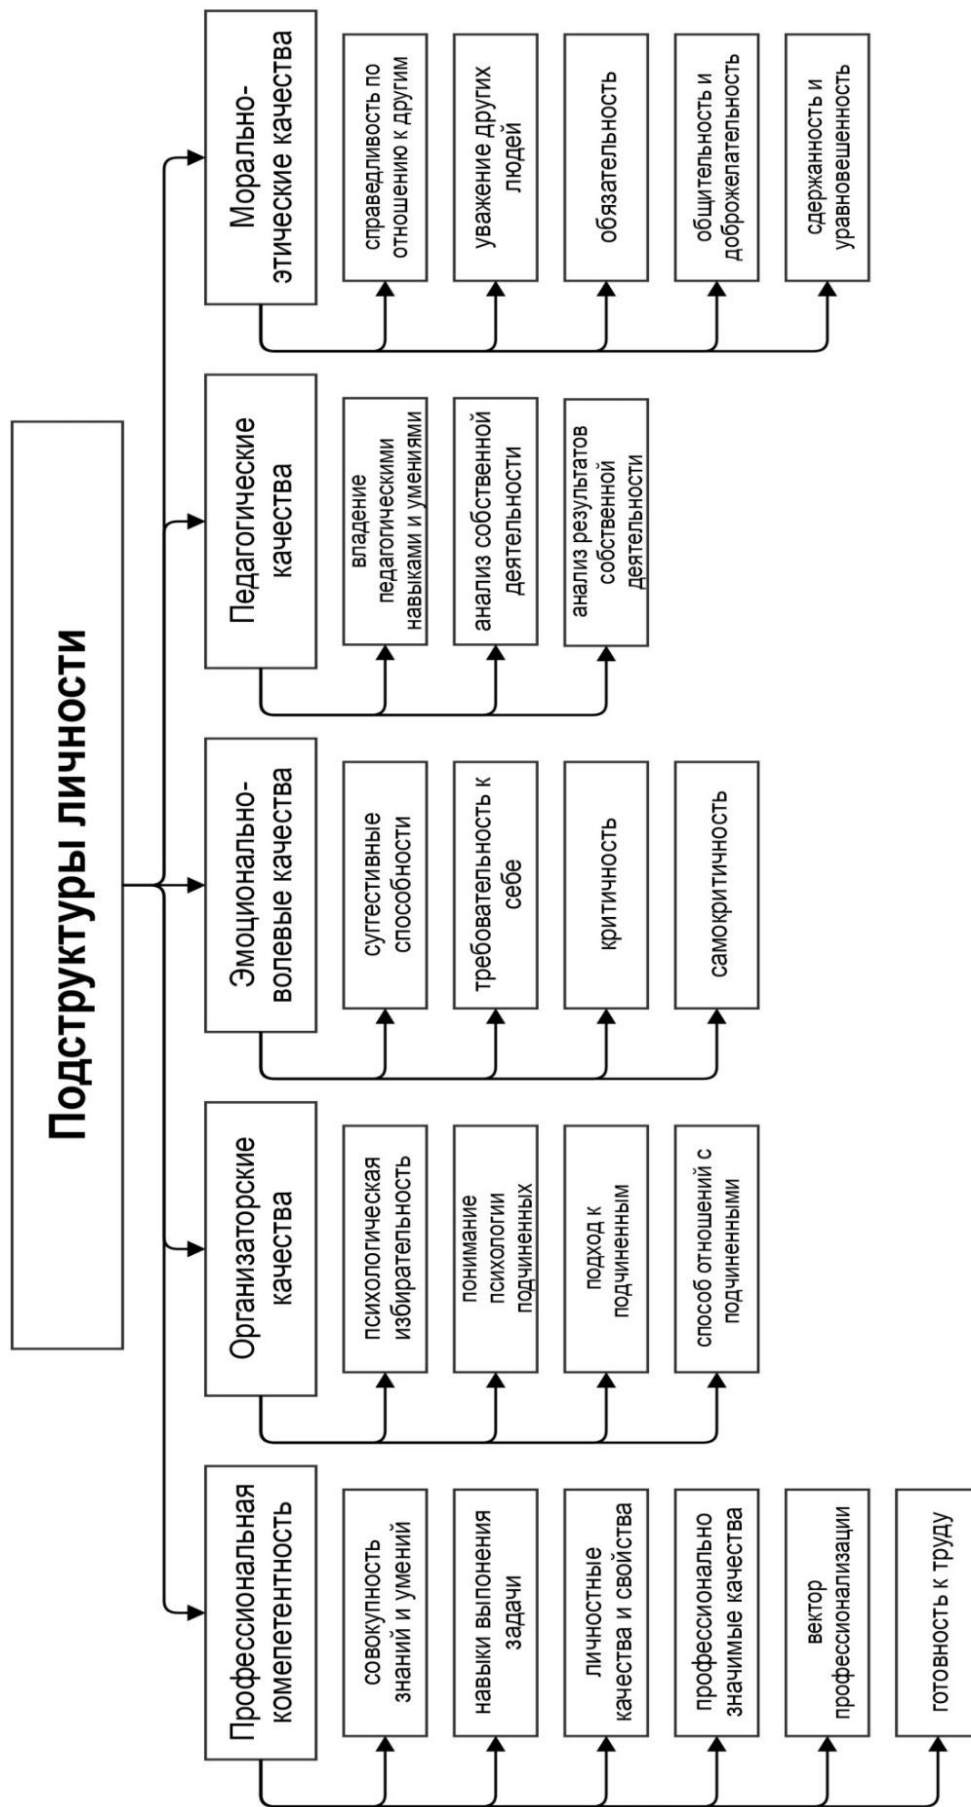 Подструктуры личности
Профессиональная
компетентность
совокупность
знаний и умений
навыки выпонения
задачи
личностные
качества и свойства
профессионально
значимые качества
вектор
профессионализации
готовность к труду
Организаторские
качества
психологическая
избирательность
понимание
психологии
подчиненных
подход к
подчиненным
способ отношений с
подчиненными
Эмоционально-
волевые качества
суггестивные
способности
требовательность к
себе
критичность
самокритичность
Педагогические
качества
владение
педагогическими
навыками и умениями
анализ собственной
деятельности
анализ результатов
собственной
деятельности
Морально-
этические качества
справедливость по
отношению к другим
уважение других
людей
обязательность
общительность и
доброжелательность
сдержанность и
уравновешенность